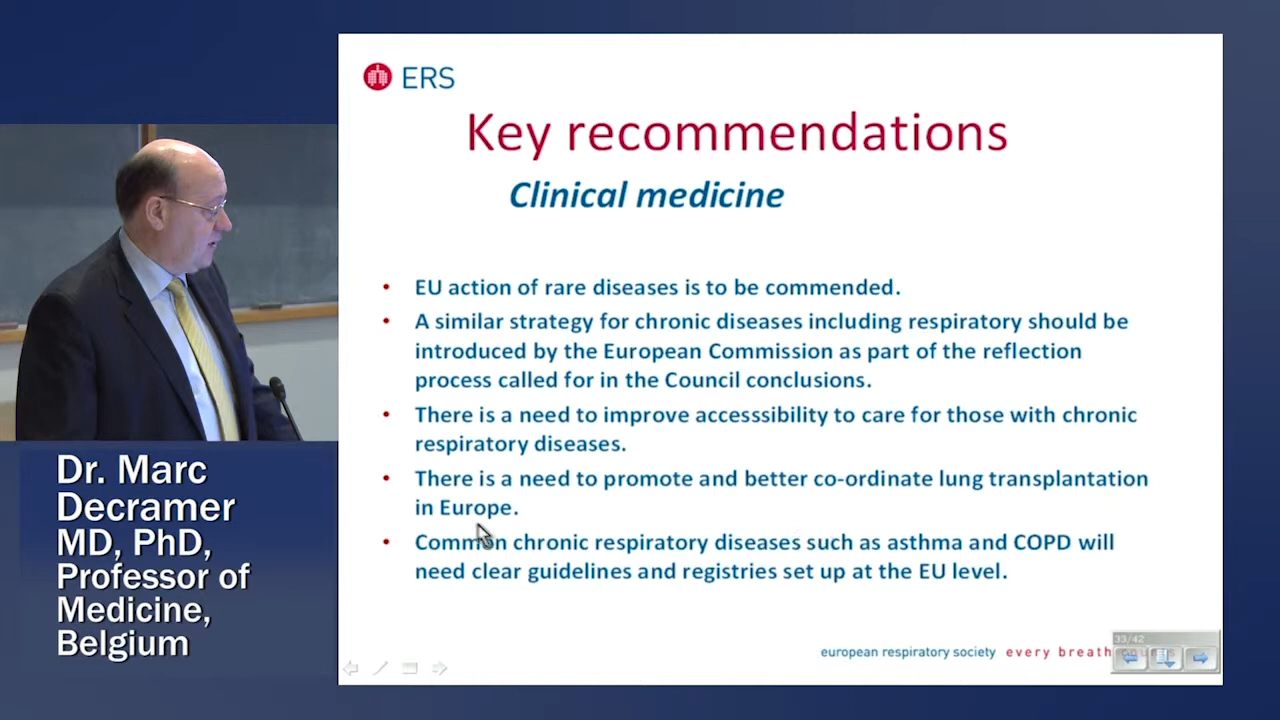 ERS
Key recommendations
Clinical medicine
• EU action of rare diseases is to be commended.
• A similar strategy for chronic diseases including respiratory should be
introduced by the European Commission as part of the reflection
process called for in the Council conclusions.
• There is a need to improve accesssibility to care for those with chronic
respiratory diseases.
• There is a need to promote and better co-ordinate lung transplantation
in Europe.
• Common chronic respiratory diseases such as asthma and COPD will
need clear guidelines and registries set up at the EU level.
european respiratory society every breath
33/42
Dr. Marc
Decramer
MD, PhD,
Professor of
Medicine,
Belgium